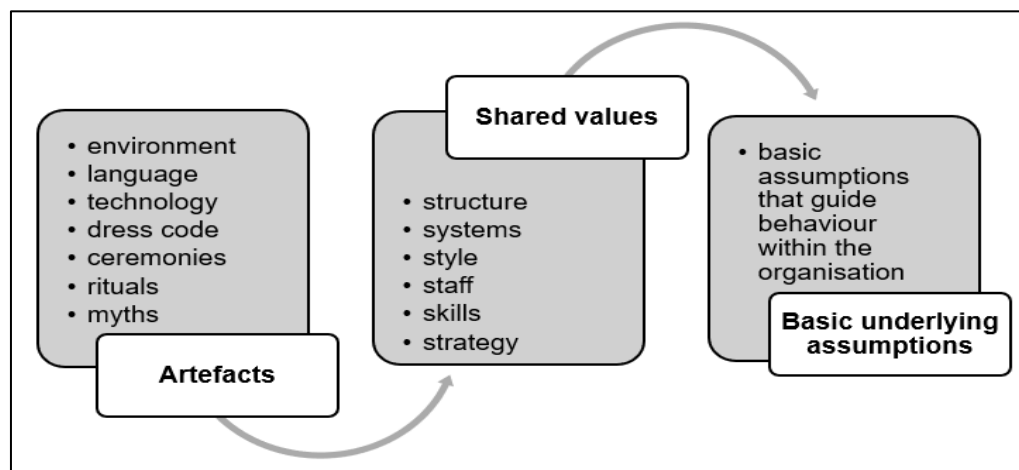 • environment
• language
• technology
• dress code
• ceremonies
• rituals
• myths
Artefacts
Shared values
• structure
• systems
• style
• staff
• skills
• strategy
• basic
assumptions
that guide
behaviour
within the
organisation
Basic underlying
assumptions